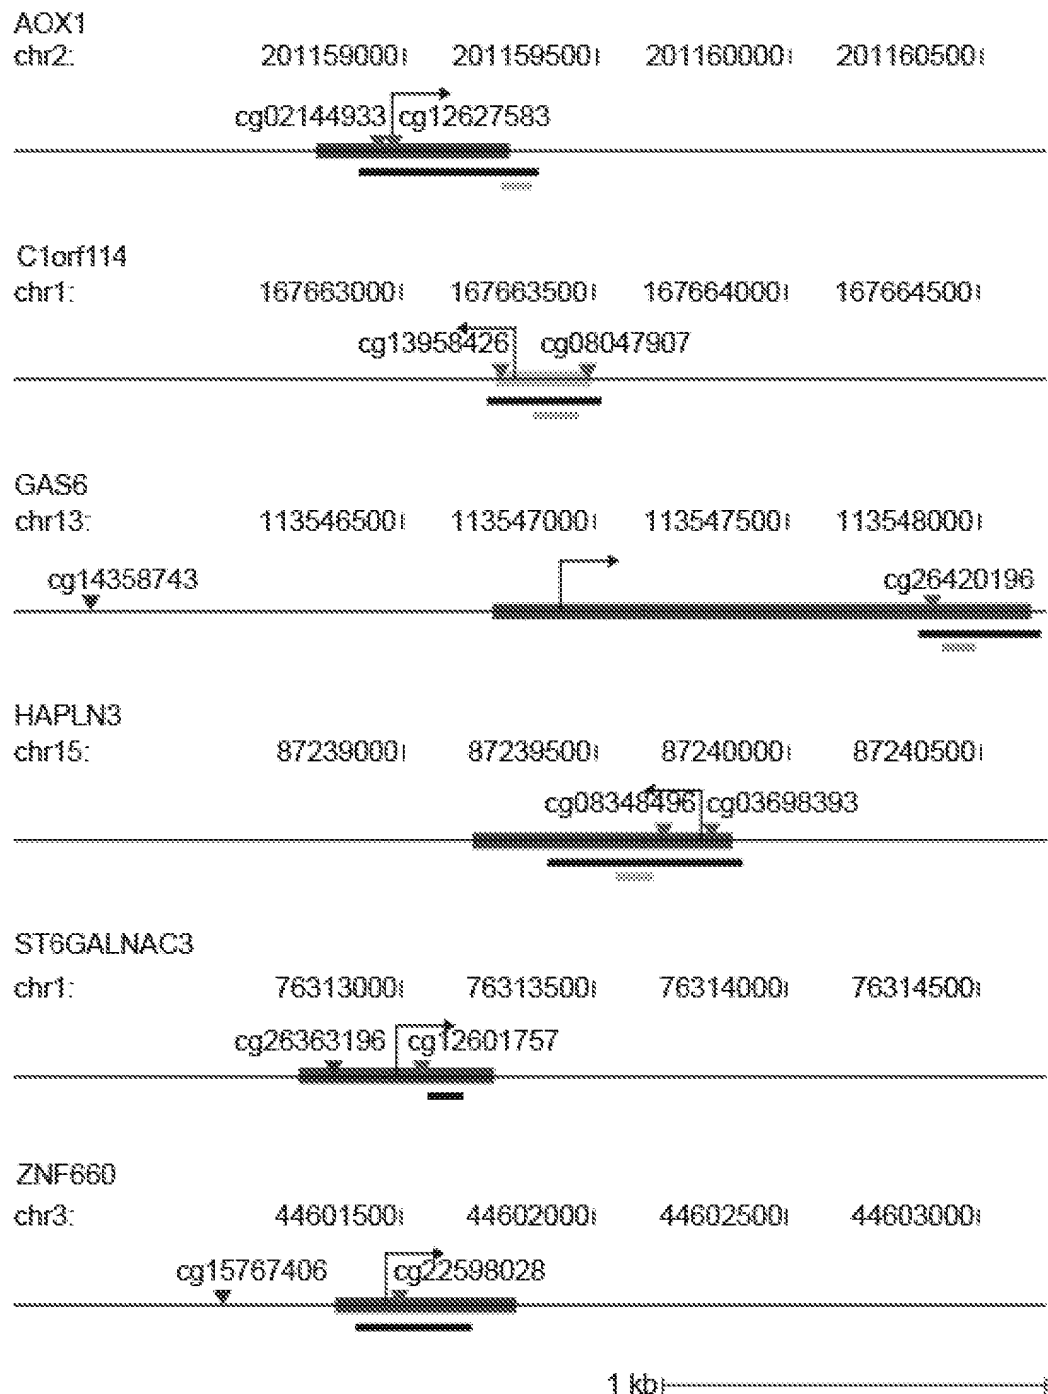 AOX1
chr2: 201159000 201159500 201160000 201160500
cg02144933 cg12627583
C1orf114
chr1: 167663000 167663500 167664000 167664500
cg13958426 cg08047907
GAS6
chr13: 113546500 113547000 113547500 113548000
cg14358743 cg26420196
HAPLN3
chr15: 87239000 87239500 87240000 87240500
cg08348496 cg03698393
ST6GALNAC3
chr1: 76313000 76313500 76314000 76314500
cg26363196 cg12601757
ZNF660
chr3: 44601500 44602000 44602500 44603000
cg15767406 cg22598028
1 kb